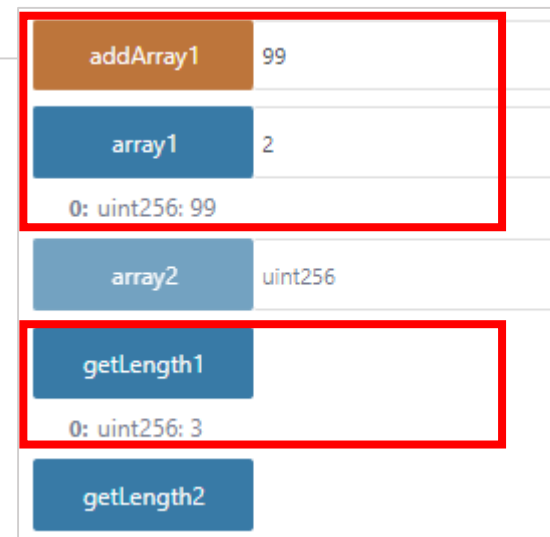 addArray1 99
array1 2
0: uint256: 99
array2 uint256
getLength1
0: uint256: 3
getLength2